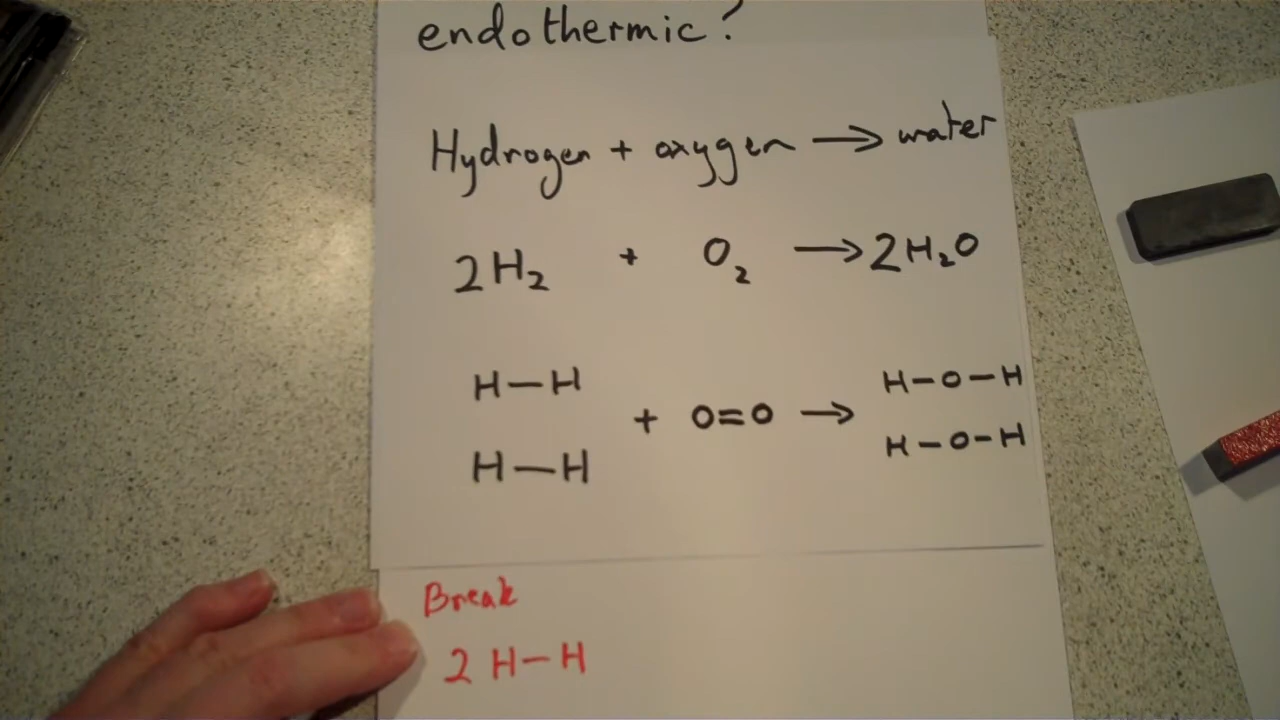 endothermic?
Hydrogen + oxygen → water
2H₂ + O₂ → 2H₂O
H—H H—O—H
+ O=O →
H—H H—O—H
Break
2 H—H